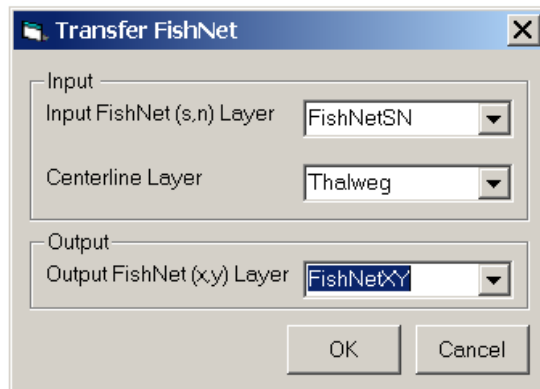 Transfer FishNet
Input
Input FishNet (s,n) Layer FishNetSN
Centerline Layer Thalweg
Output
Output FishNet (x,y) Layer FishNetXY
OK Cancel